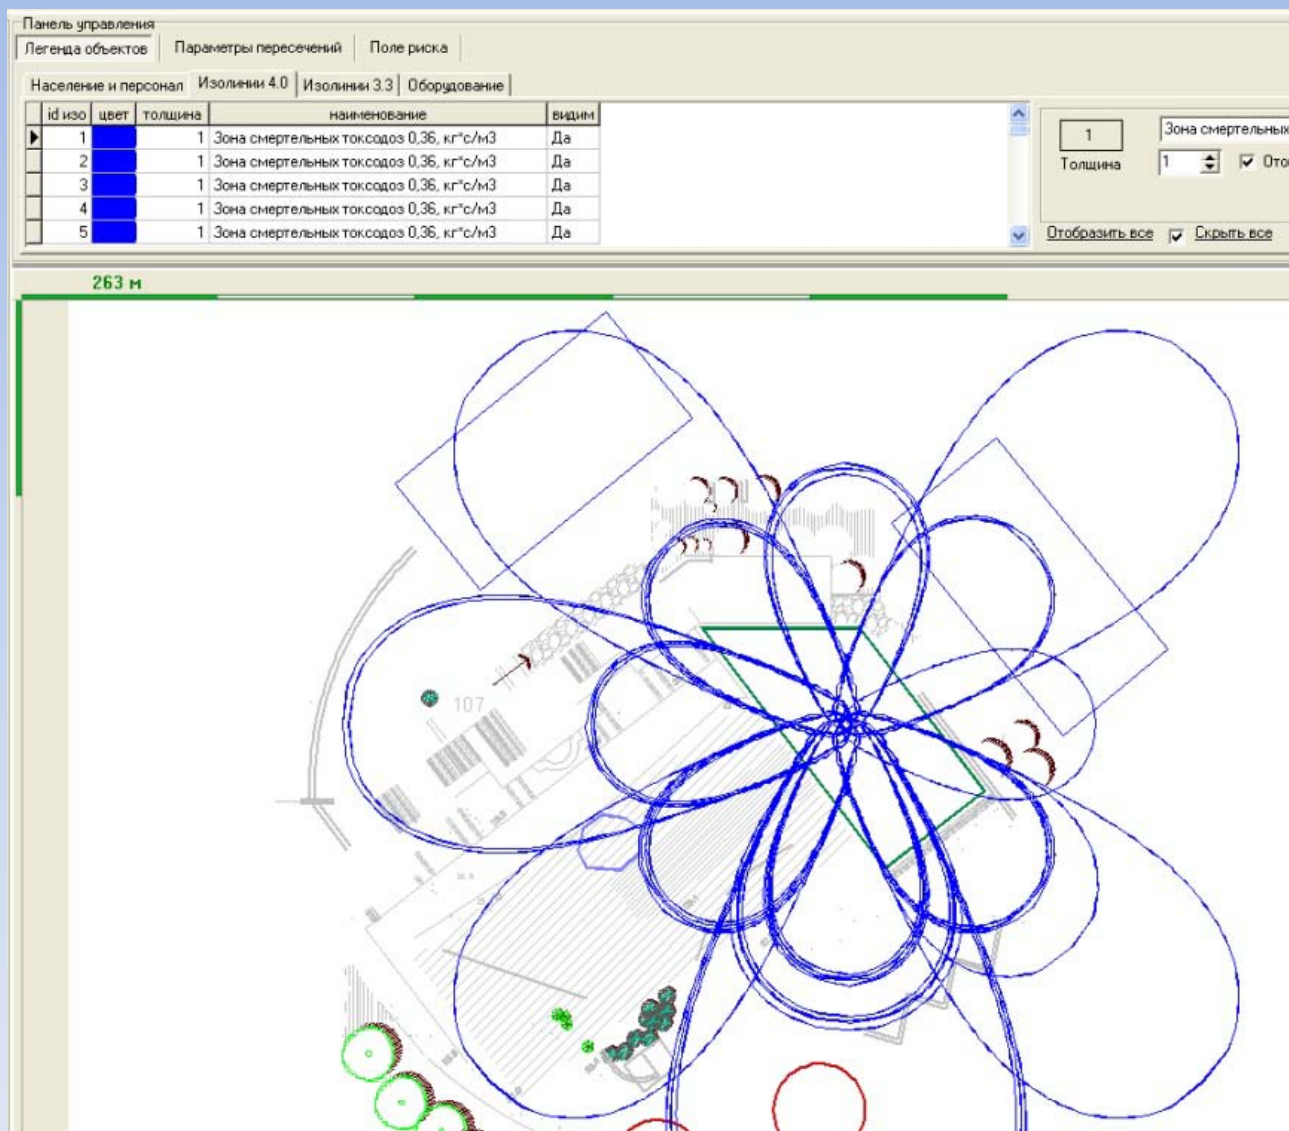 Панель управления
Легенда объектов Параметры пересечений Поле риска
Население и персонал Изолинии 4.0 Изолинии 3.3 Оборудование
id изо цвет толщина наименование видим
1 1 Зона смертельных токсодоз 0,36, кг*с/м3 Да
2 1 Зона смертельных токсодоз 0,36, кг*с/м3 Да
3 1 Зона смертельных токсодоз 0,36, кг*с/м3 Да
4 1 Зона смертельных токсодоз 0,36, кг*с/м3 Да
5 1 Зона смертельных токсодоз 0,36, кг*с/м3 Да
1 Зона смертельных
Толщина 1 Ото
Отобразить все Скрыть все
263 м
107